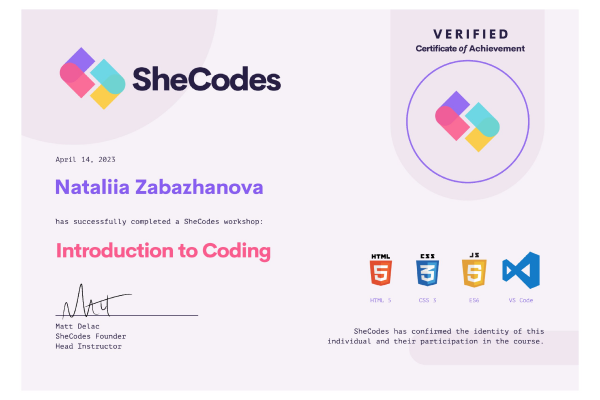 SheCodes
VERIFIED
Certificate of Achievement
April 14, 2023
Nataliia Zabazhanova
has successfully completed a SheCodes workshop:
Introduction to Coding
HTML
5
CSS
3
JS
5
HTML 5
CSS 3
ES6
VS Code
Matt Delac
SheCodes Founder
Head Instructor
SheCodes has confirmed the identity of this
individual and their participation in the course.